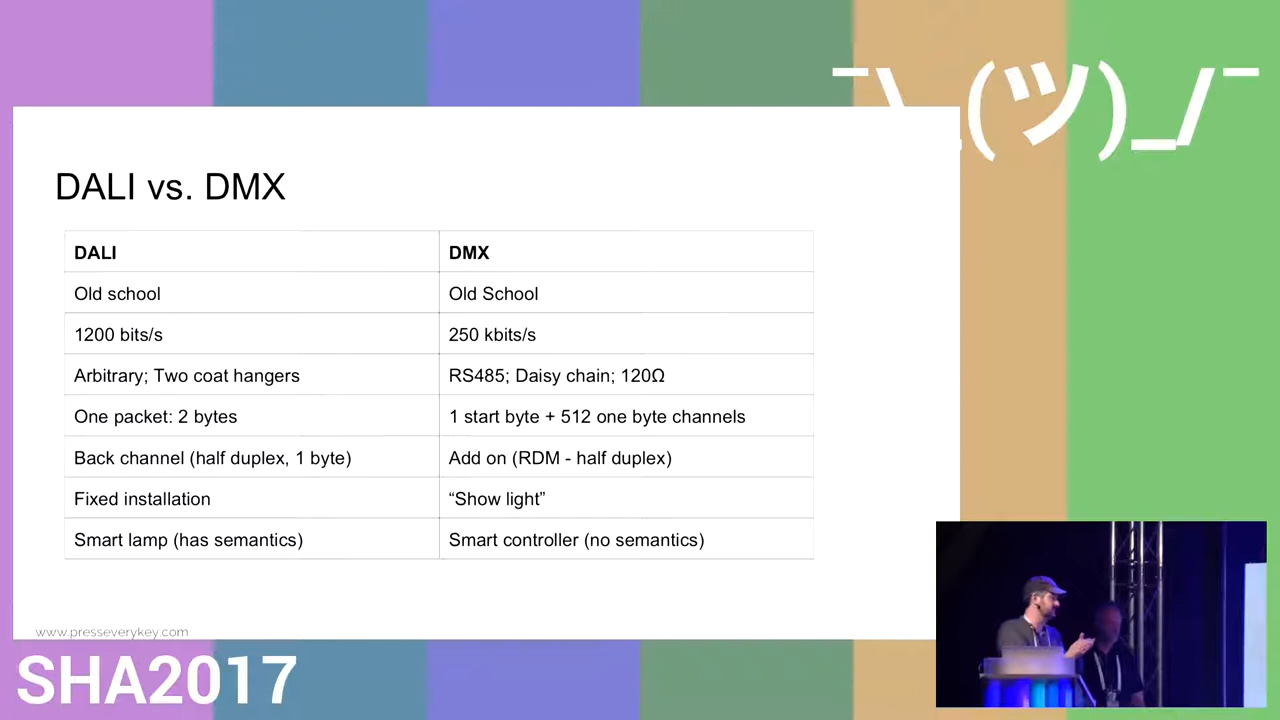 ¯\_(ツ)_/¯
DALI vs. DMX
DALI DMX
Old school Old School
1200 bits/s 250 kbits/s
Arbitrary; Two coat hangers RS485; Daisy chain; 120Ω
One packet: 2 bytes 1 start byte + 512 one byte channels
Back channel (half duplex, 1 byte) Add on (RDM - half duplex)
Fixed installation “Show light”
Smart lamp (has semantics) Smart controller (no semantics)
www.presseverykey.com
SHA2017